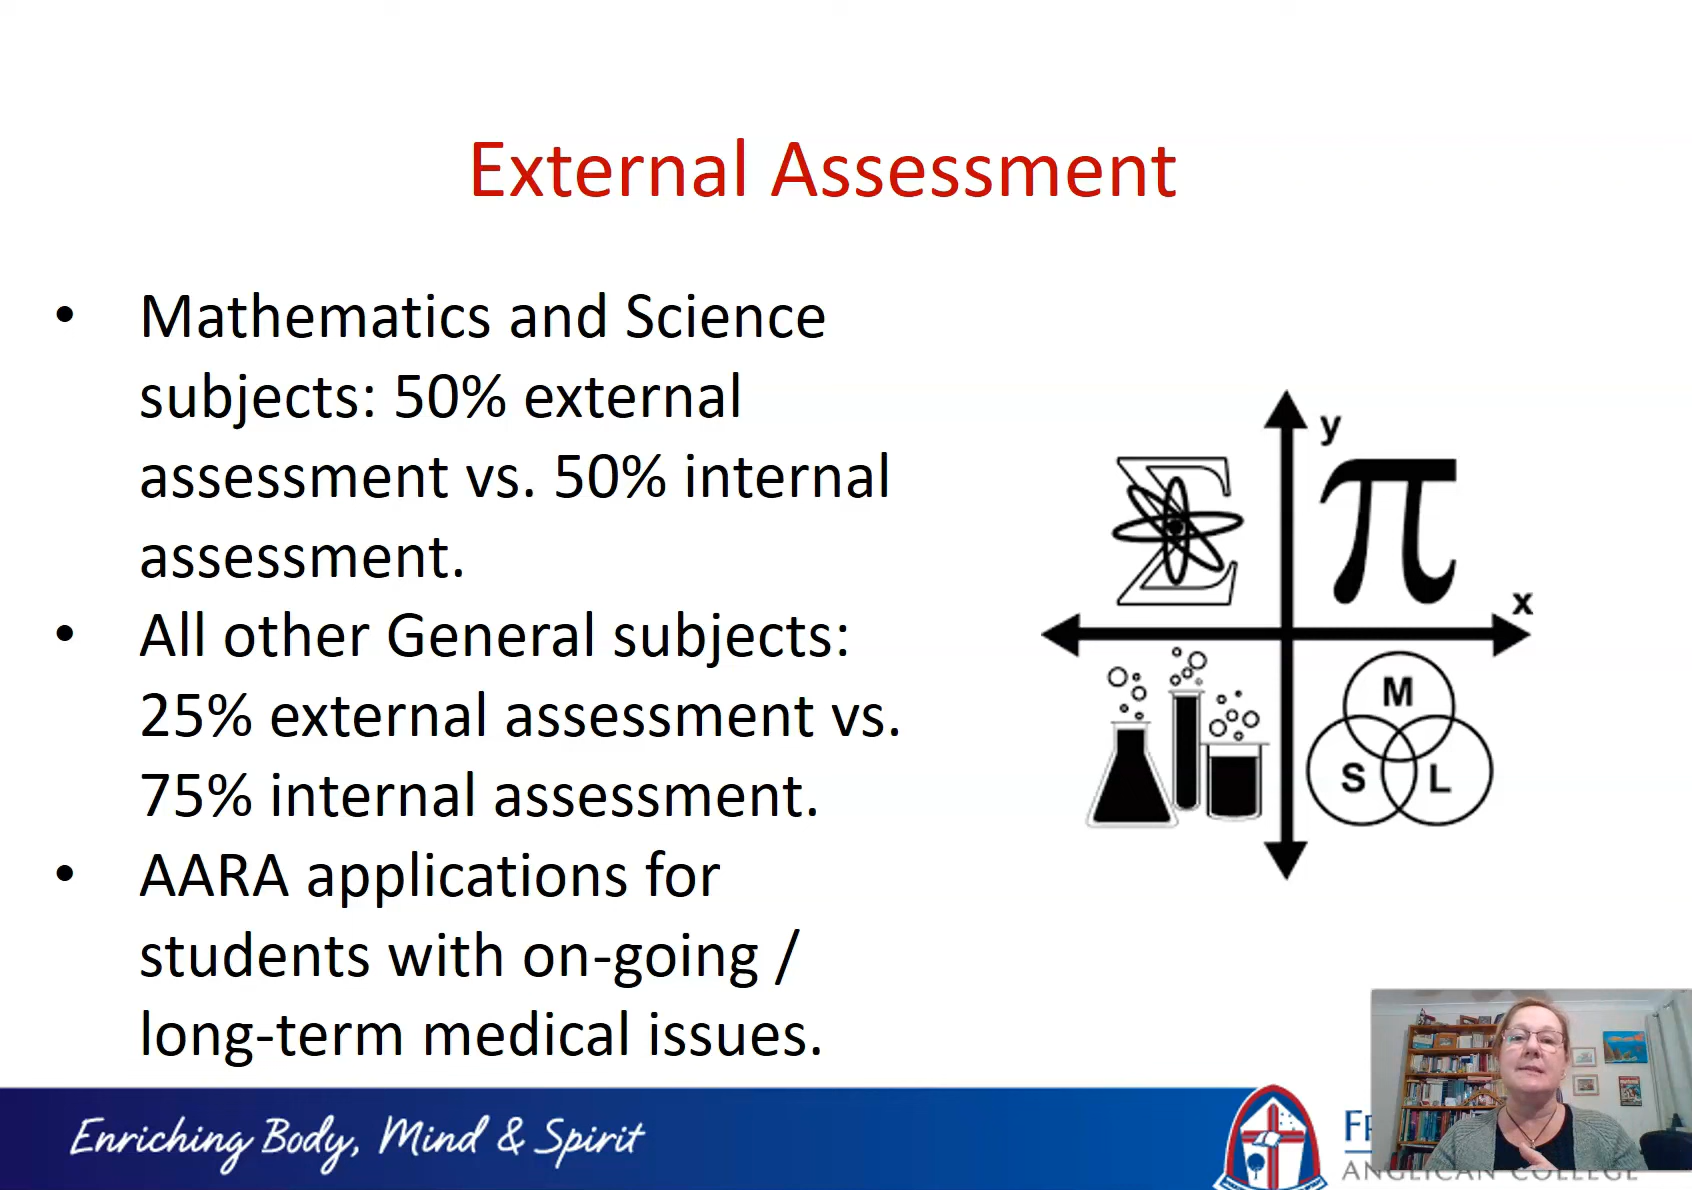 External Assessment
• Mathematics and Science
subjects: 50% external
assessment vs. 50% internal
assessment.
• All other General subjects:
25% external assessment vs.
75% internal assessment.
• AARA applications for
students with on-going /
long-term medical issues.
y
x
Σ
π
M
S
L
Enriching Body, Mind & Spirit
ANGLICAN COLLEGE